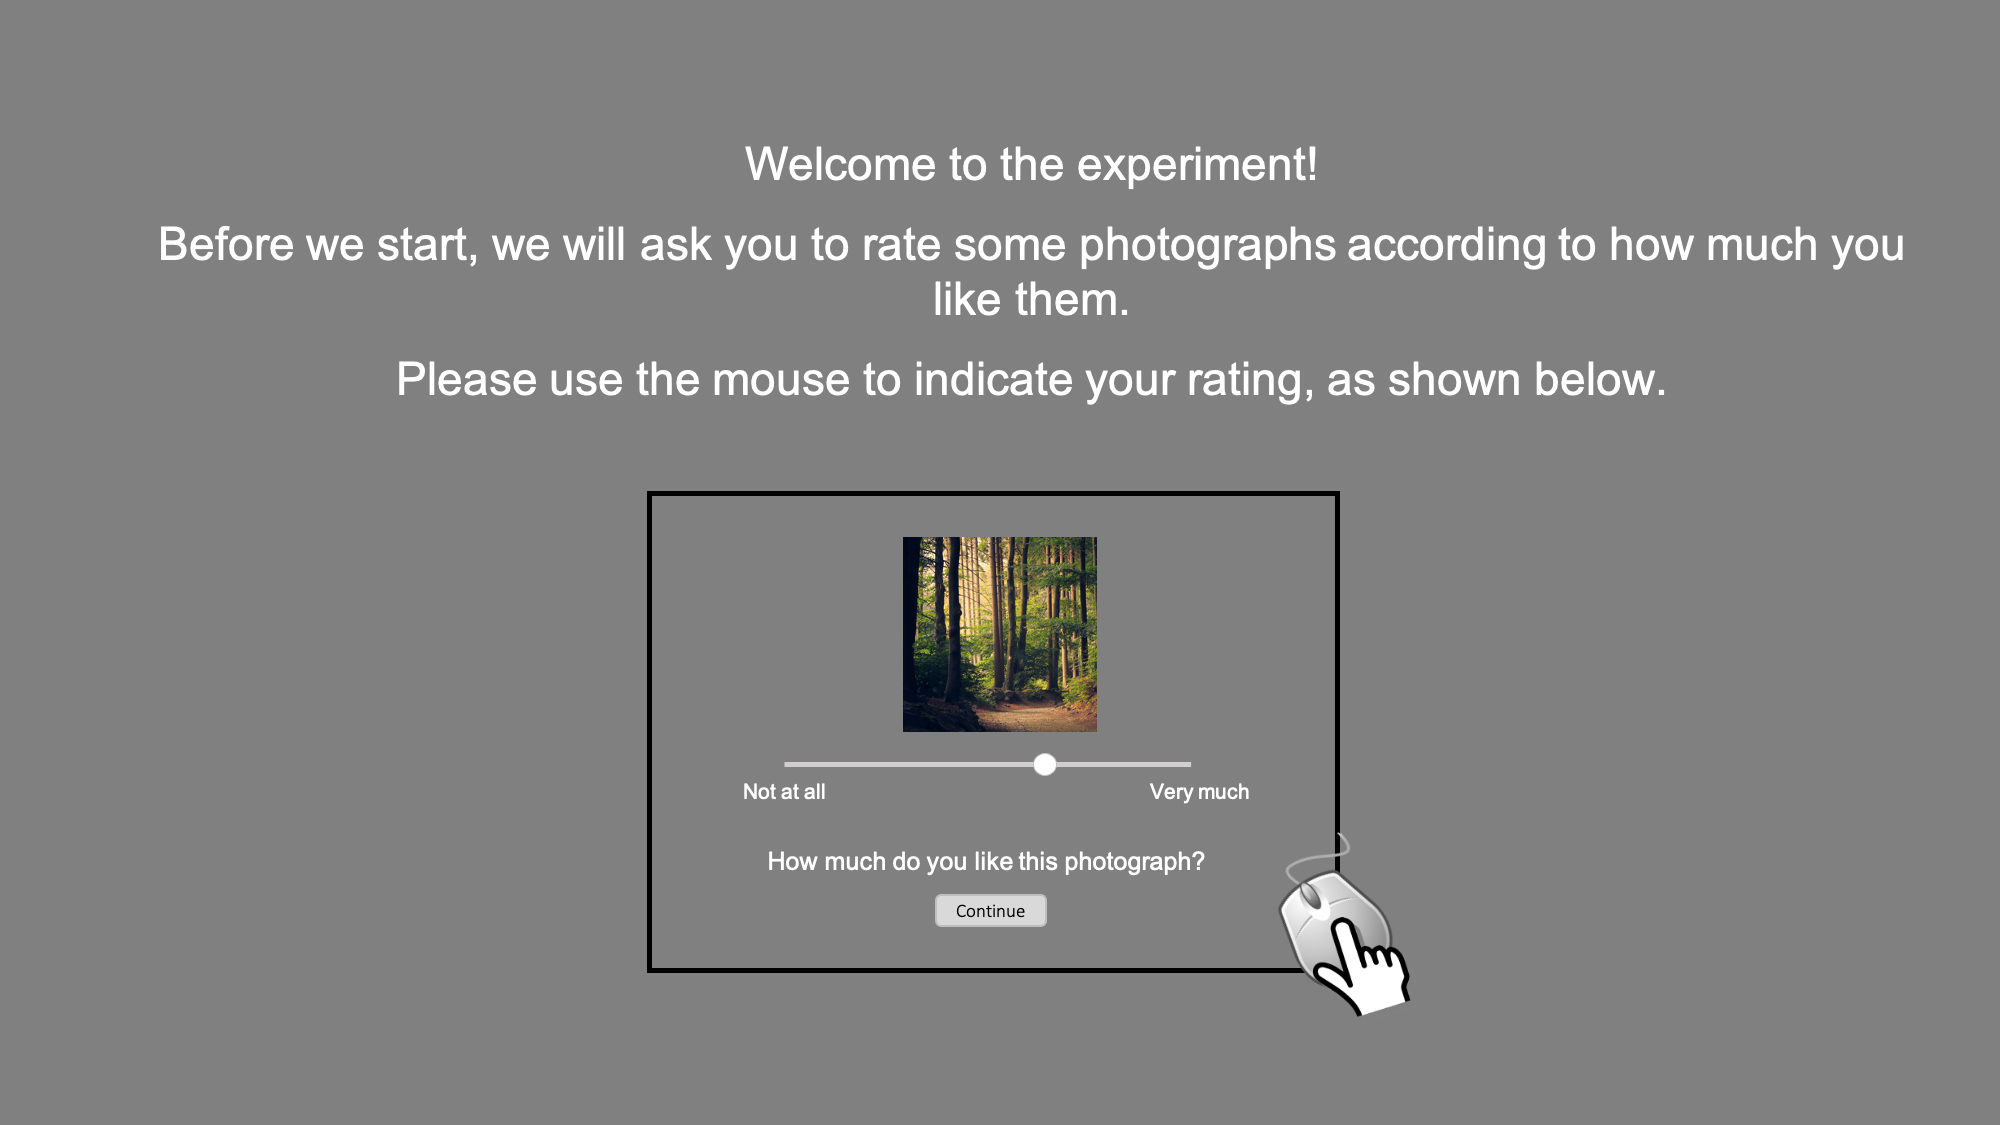 Welcome to the experiment!
Before we start, we will ask you to rate some photographs according to how much you
like them.
Please use the mouse to indicate your rating, as shown below.
Not at all
Very much
How much do you like this photograph?
Continue